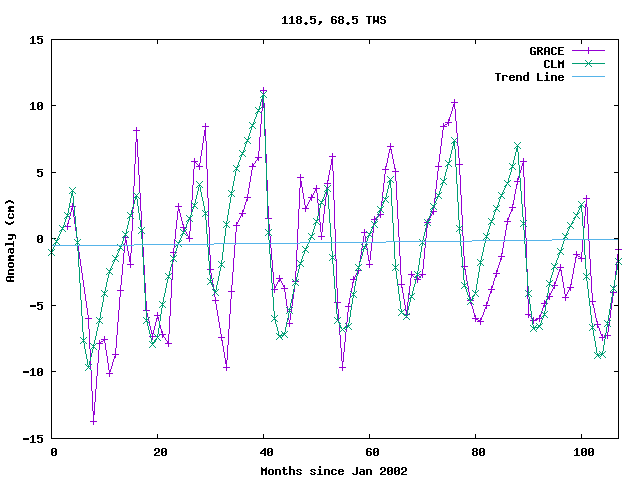 118.5, 68.5 TWS
GRACE
CLM
Trend Line
15
10
5
0
-5
-10
-15
Anomaly (cm)
0 20 40 60 80 100
Months since Jan 2002